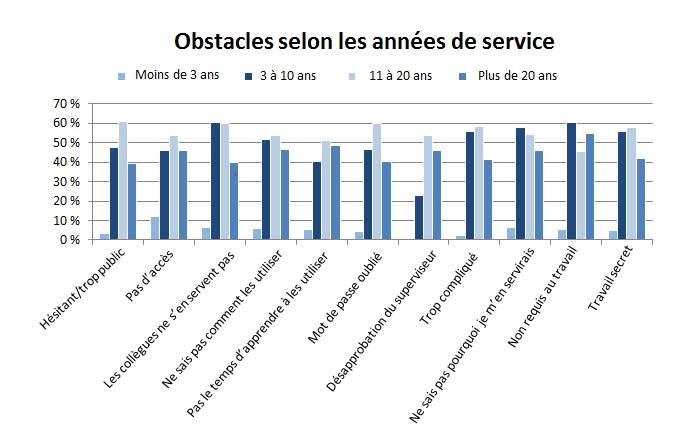 Obstacles selon les années de service
Moins de 3 ans 3 à 10 ans 11 à 20 ans Plus de 20 ans
70 %
60 %
50 %
40 %
30 %
20 %
10 %
0 %
Hésitant/trop public
Pas d’accès
Les collègues ne s’en servent pas
Ne sais pas comment les utiliser
Pas le temps d’apprendre à les utiliser
Mot de passe oublié
Désapprobation du superviseur
Trop compliqué
Ne sais pas pourquoi je m’en servirais
Non requis au travail
Travail secret